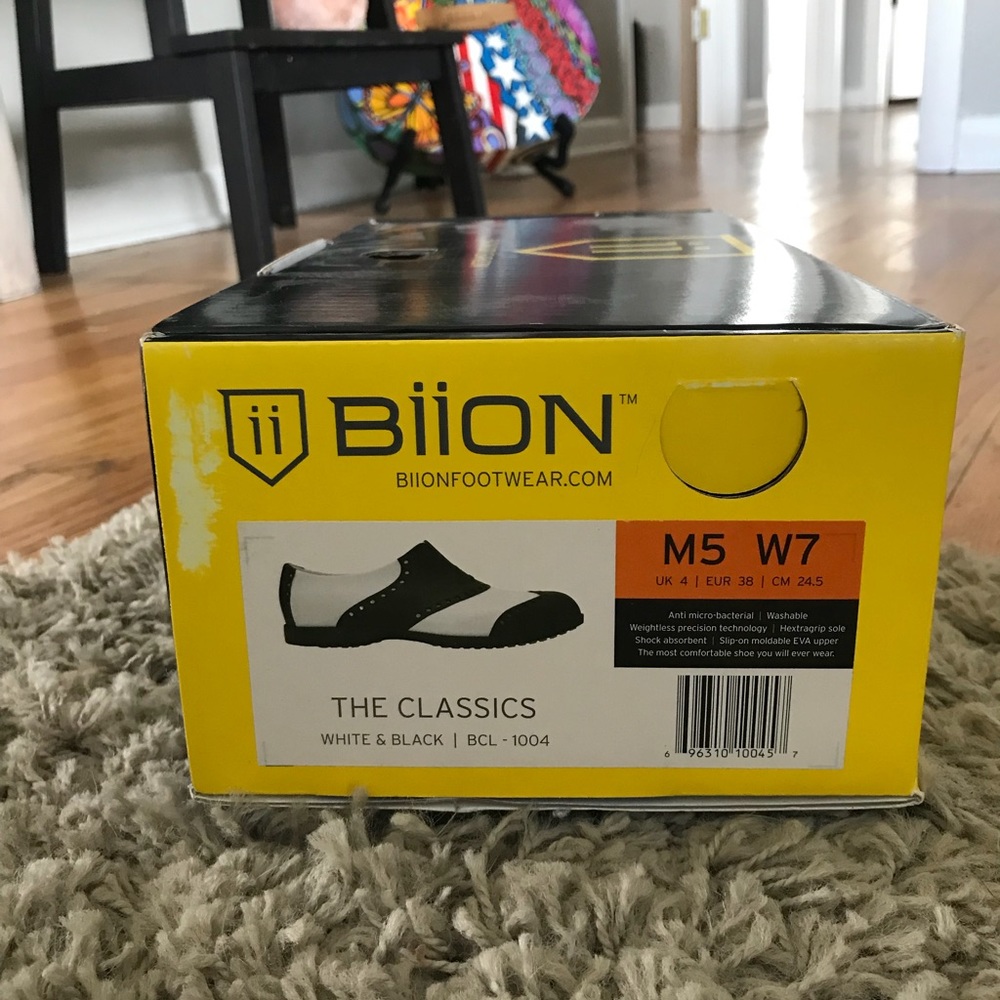 ii BiiON™
BIIONFOOTWEAR.COM
M5 W7
UK 4 | EUR 38 | CM 24.5
Anti micro-bacterial | Washable
Weightless precision technology | Hextragrip sole
Shock absorbent | Slip-on moldable EVA upper
The most comfortable shoe you will ever wear.
THE CLASSICS
WHITE & BLACK | BCL - 1004
6 96310 10045 7